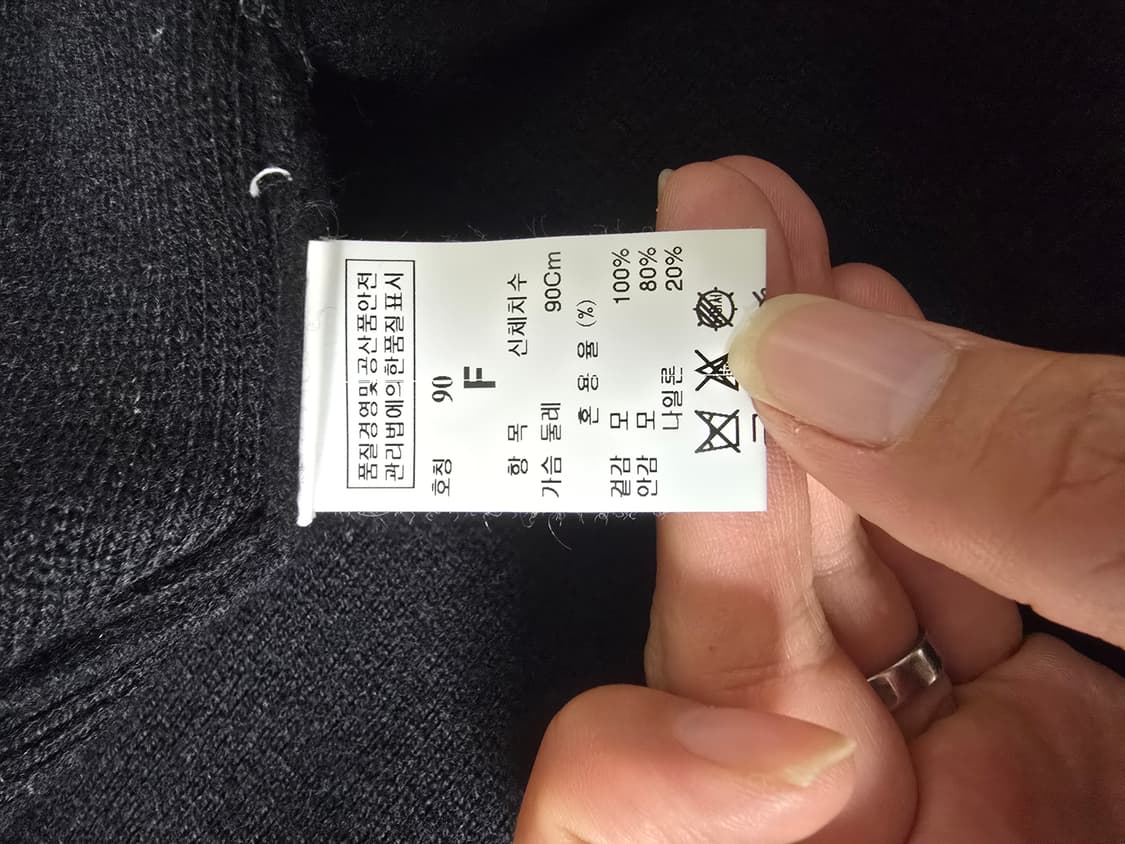 품질경영및 공산품안전
관리법에의한품질표시
호칭 90
F
항 목 신체치수
가슴 둘레 90Cm
혼 용 율 (%)
겉감 모 100%
안감 모 80%
나일론 20%